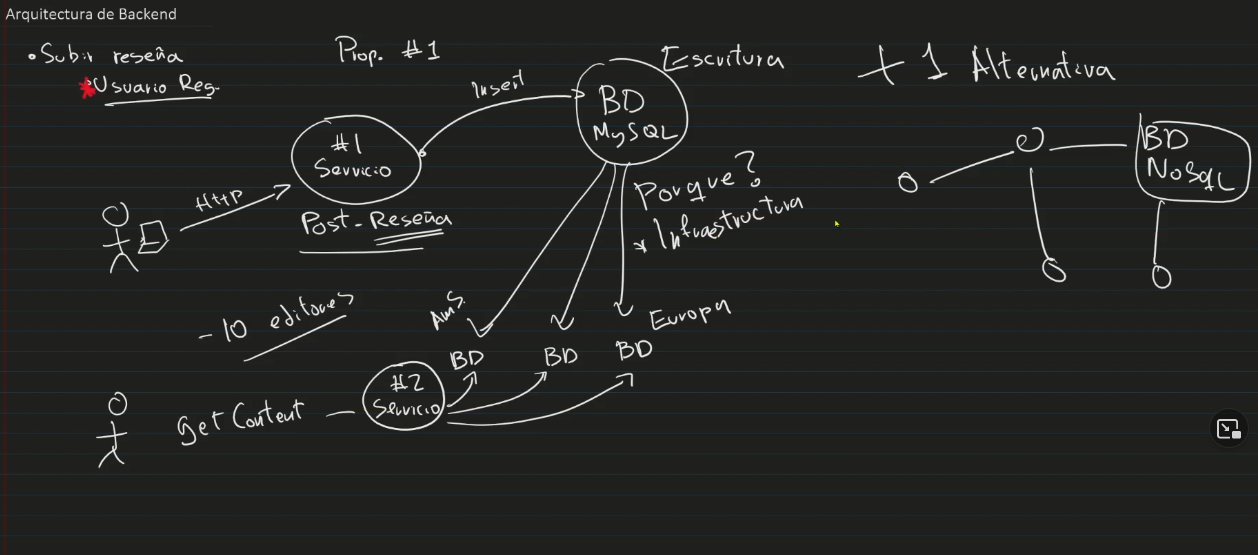 Arquitectura de Backend
• Subir reseña
* Usuario Reg.
Prop. #1
Insert
Escritura
BD
MySQL
#1
Servicio
Http
Post-Reseña
Porque?
* Infraestructura
+ 1 Alternativa
BD
NoSql
- 10 editores
Ams.
Europa
BD
BD
BD
get Content
#2
Servicio